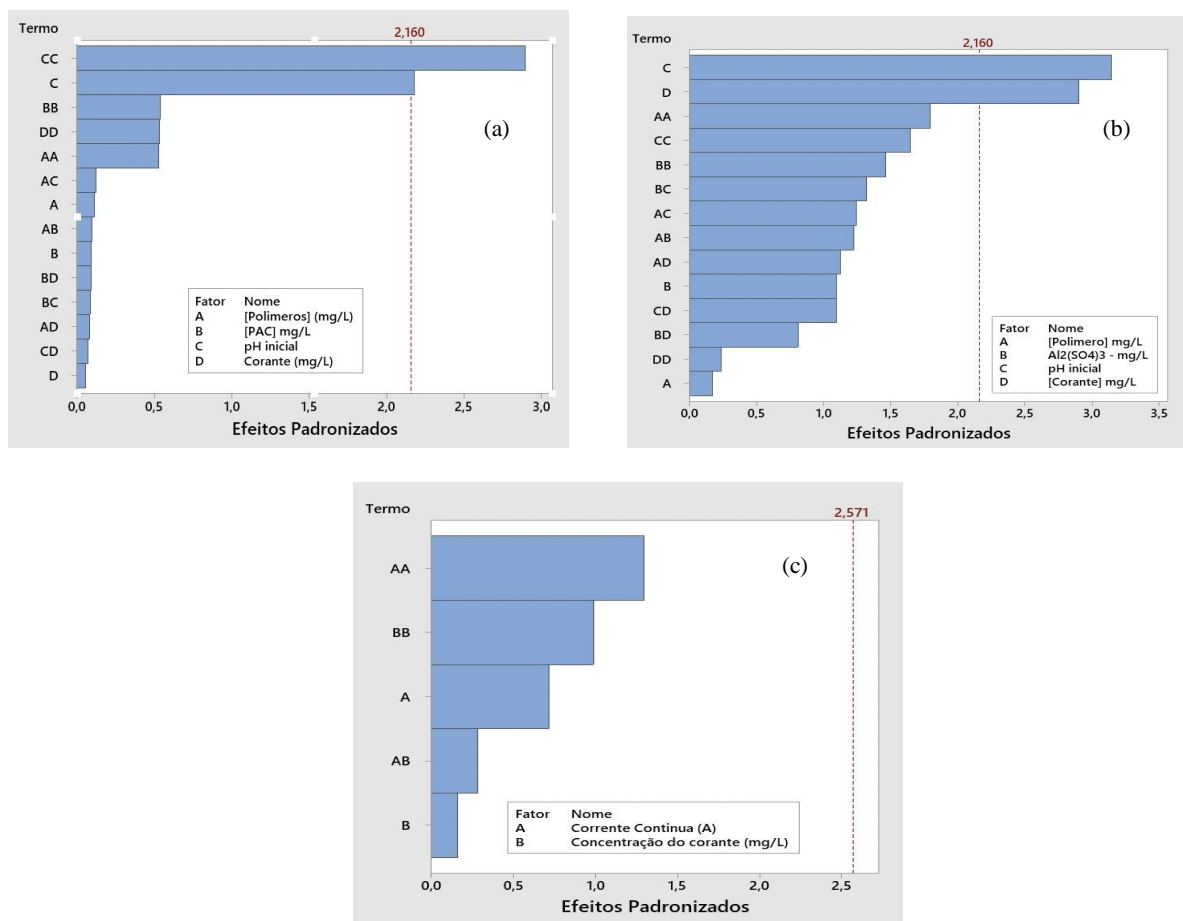 Termo
2,160
CC
C
BB
DD
AA
AC
A
AB
B
BD
BC
AD
CD
D
(a)
Fator Nome
A [Polimeros] (mg/L)
B [PAC] mg/L
C pH inicial
D Corante (mg/L)
0,0 0,5 1,0 1,5 2,0 2,5 3,0
Efeitos Padronizados
Termo
2,160
C
D
AA
CC
BB
BC
AC
AB
AD
B
CD
BD
DD
A
(b)
Fator Nome
A [Polimero] mg/L
B Al2(SO4)3 - mg/L
C pH inicial
D [Corante] mg/L
0,0 0,5 1,0 1,5 2,0 2,5 3,0 3,5
Efeitos Padronizados
Termo
2,571
AA
BB
A
AB
B
(c)
Fator Nome
A Corrente Continua (A)
B Concentração do corante (mg/L)
0,0 0,5 1,0 1,5 2,0 2,5
Efeitos Padronizados